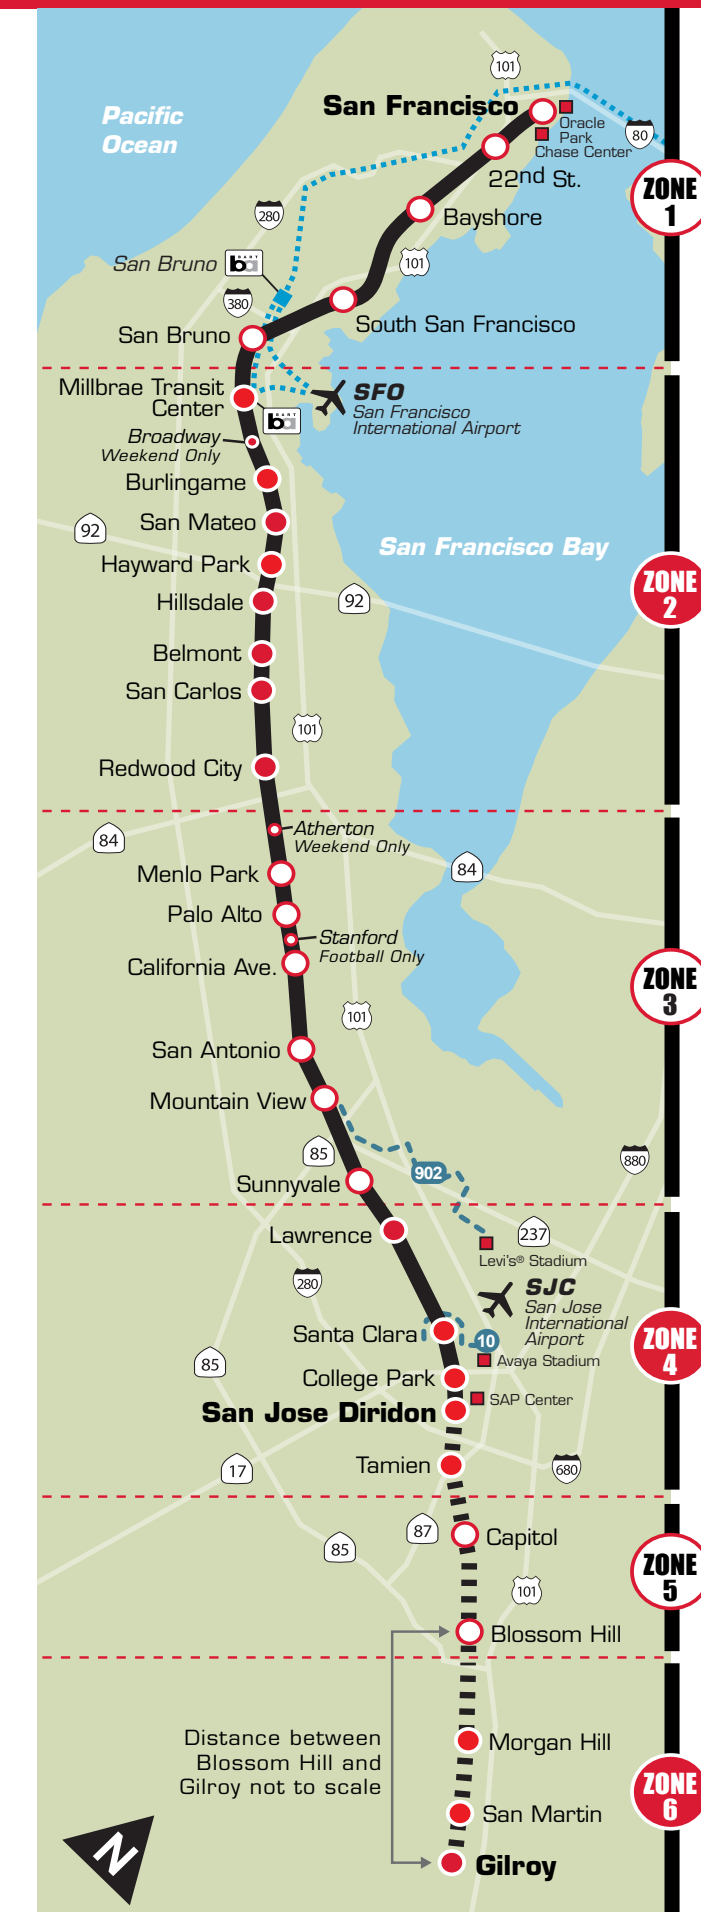 101
Pacific
Ocean
San Francisco
Oracle
Park
Chase Center
80
22nd St.
ZONE
1
280
Bayshore
101
San Bruno
BART
ba
380
South San Francisco
San Bruno
Millbrae Transit
Center
SFO
San Francisco
International Airport
BART
ba
Broadway
Weekend Only
Burlingame
San Mateo
92
San Francisco Bay
Hayward Park
ZONE
2
Hillsdale
92
Belmont
San Carlos
101
Redwood City
Atherton
Weekend Only
84
84
Menlo Park
Palo Alto
Stanford
Football Only
California Ave.
ZONE
3
101
San Antonio
Mountain View
85
902
880
Sunnyvale
Lawrence
237
Levi's® Stadium
280
SJC
San Jose
International
Airport
Santa Clara
10
ZONE
4
85
Avaya Stadium
College Park
SAP Center
San Jose Diridon
Tamien
17
680
87
Capitol
85
ZONE
5
101
Blossom Hill
Distance between
Blossom Hill and
Gilroy not to scale
Morgan Hill
ZONE
6
San Martin
N
Gilroy